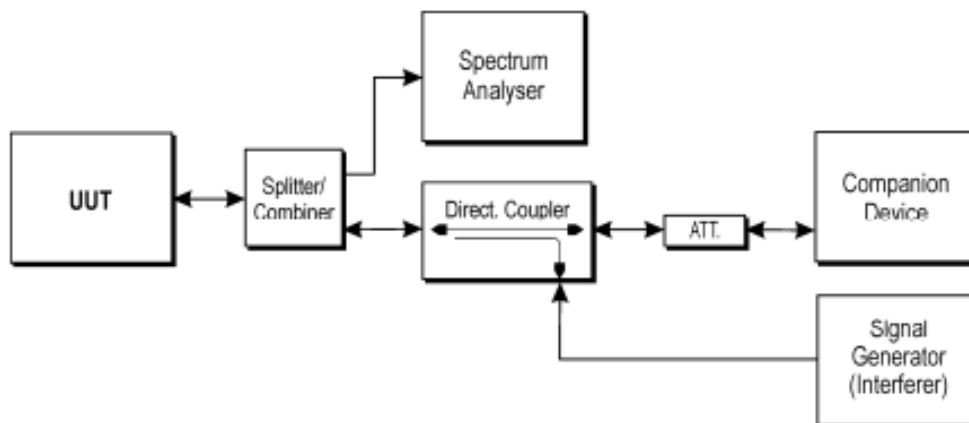 Spectrum
Analyser
UUT
Splitter/
Combiner
Direct. Coupler
ATT.
Companion
Device
Signal
Generator
(Interferer)